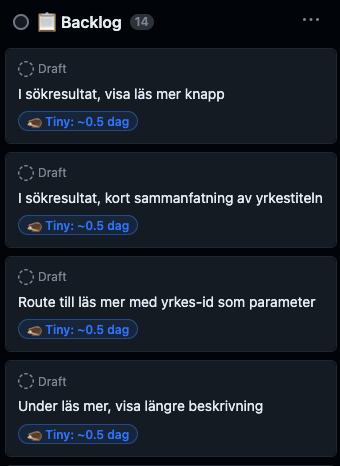 Backlog 14
Draft
I sökresultat, visa läs mer knapp
Tiny: ~0.5 dag
Draft
I sökresultat, kort sammanfatning av yrkestiteln
Tiny: ~0.5 dag
Draft
Route till läs mer med yrkes-id som parameter
Tiny: ~0.5 dag
Draft
Under läs mer, visa längre beskrivning
Tiny: ~0.5 dag